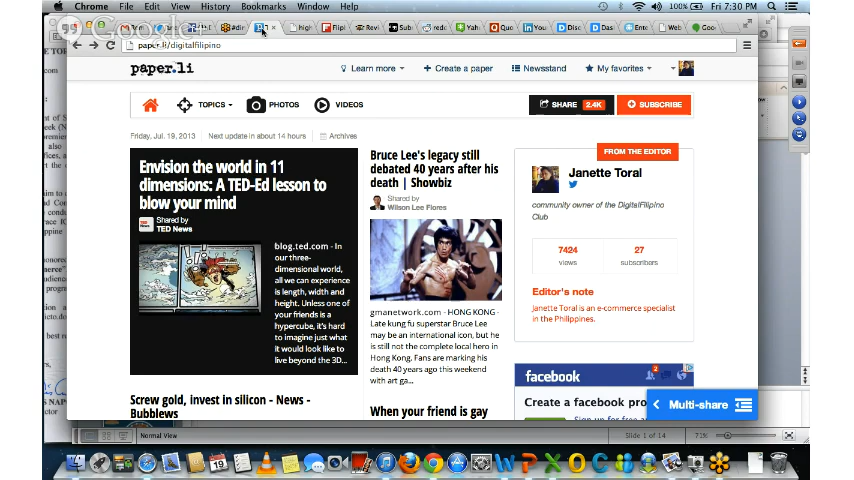 Chrome File Edit View History Bookmarks Window Help
100% Fri 7:30 PM
Google+
paper.li/digitalfilipino
paper.li
Learn more
Create a paper
Newsstand
My favorites
TOPICS
PHOTOS
VIDEOS
SHARE 2.4K
SUBSCRIBE
Friday, Jul. 19, 2013
Next update in about 14 hours
Archives
Envision the world in 11
dimensions: A TED-Ed lesson to
blow your mind
Shared by
TED News
blog.ted.com - In
our three-
dimensional world,
all we can experience
is length, width and
height. Unless one of
your friends is a
hypercube, it's hard
to imagine just what
it would look like to
live beyond the 3D...
Screw gold, invest in silicon - News -
Bubblews
Bruce Lee's legacy still
debated 40 years after his
death | Showbiz
Shared by
Wilson Lee Flores
gmanetwork.com - HONG KONG -
Late kung fu superstar Bruce Lee
may be an international icon, but he
is still not the complete local hero in
Hong Kong. Fans are marking his
death 40 years ago this weekend
with art ga...
When your friend is gay
FROM THE EDITOR
Janette Toral
community owner of the DigitalFilipino
Club
7424
views
27
subscribers
Editor's note
Janette Toral is an e-commerce specialist
in the Philippines.
facebook
2
Create a facebook pro
Sign up for free a
Multi-share
Normal View
Slide 1 of 14
71%
19